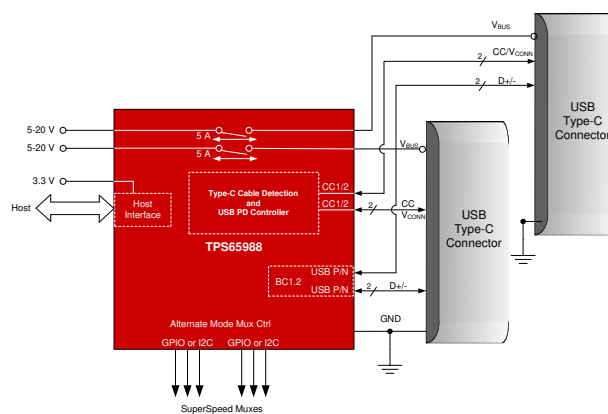 VBUS
2
CC/VCONN
2
D+/-
USB
Type-C
Connector
5-20 V
5 A
5-20 V
5 A
VBUS
3.3 V
Host
Host
Interface
Type-C Cable Detection
and
USB PD Controller
CC1/2
CC1/2
2
CC
VCONN
TPS65988
USB
Type-C
Connector
BC1.2
USB P/N
USB P/N
2
D+/-
GND
Alternate Mode Mux Ctrl
GPIO or I2C
GPIO or I2C
SuperSpeed Muxes